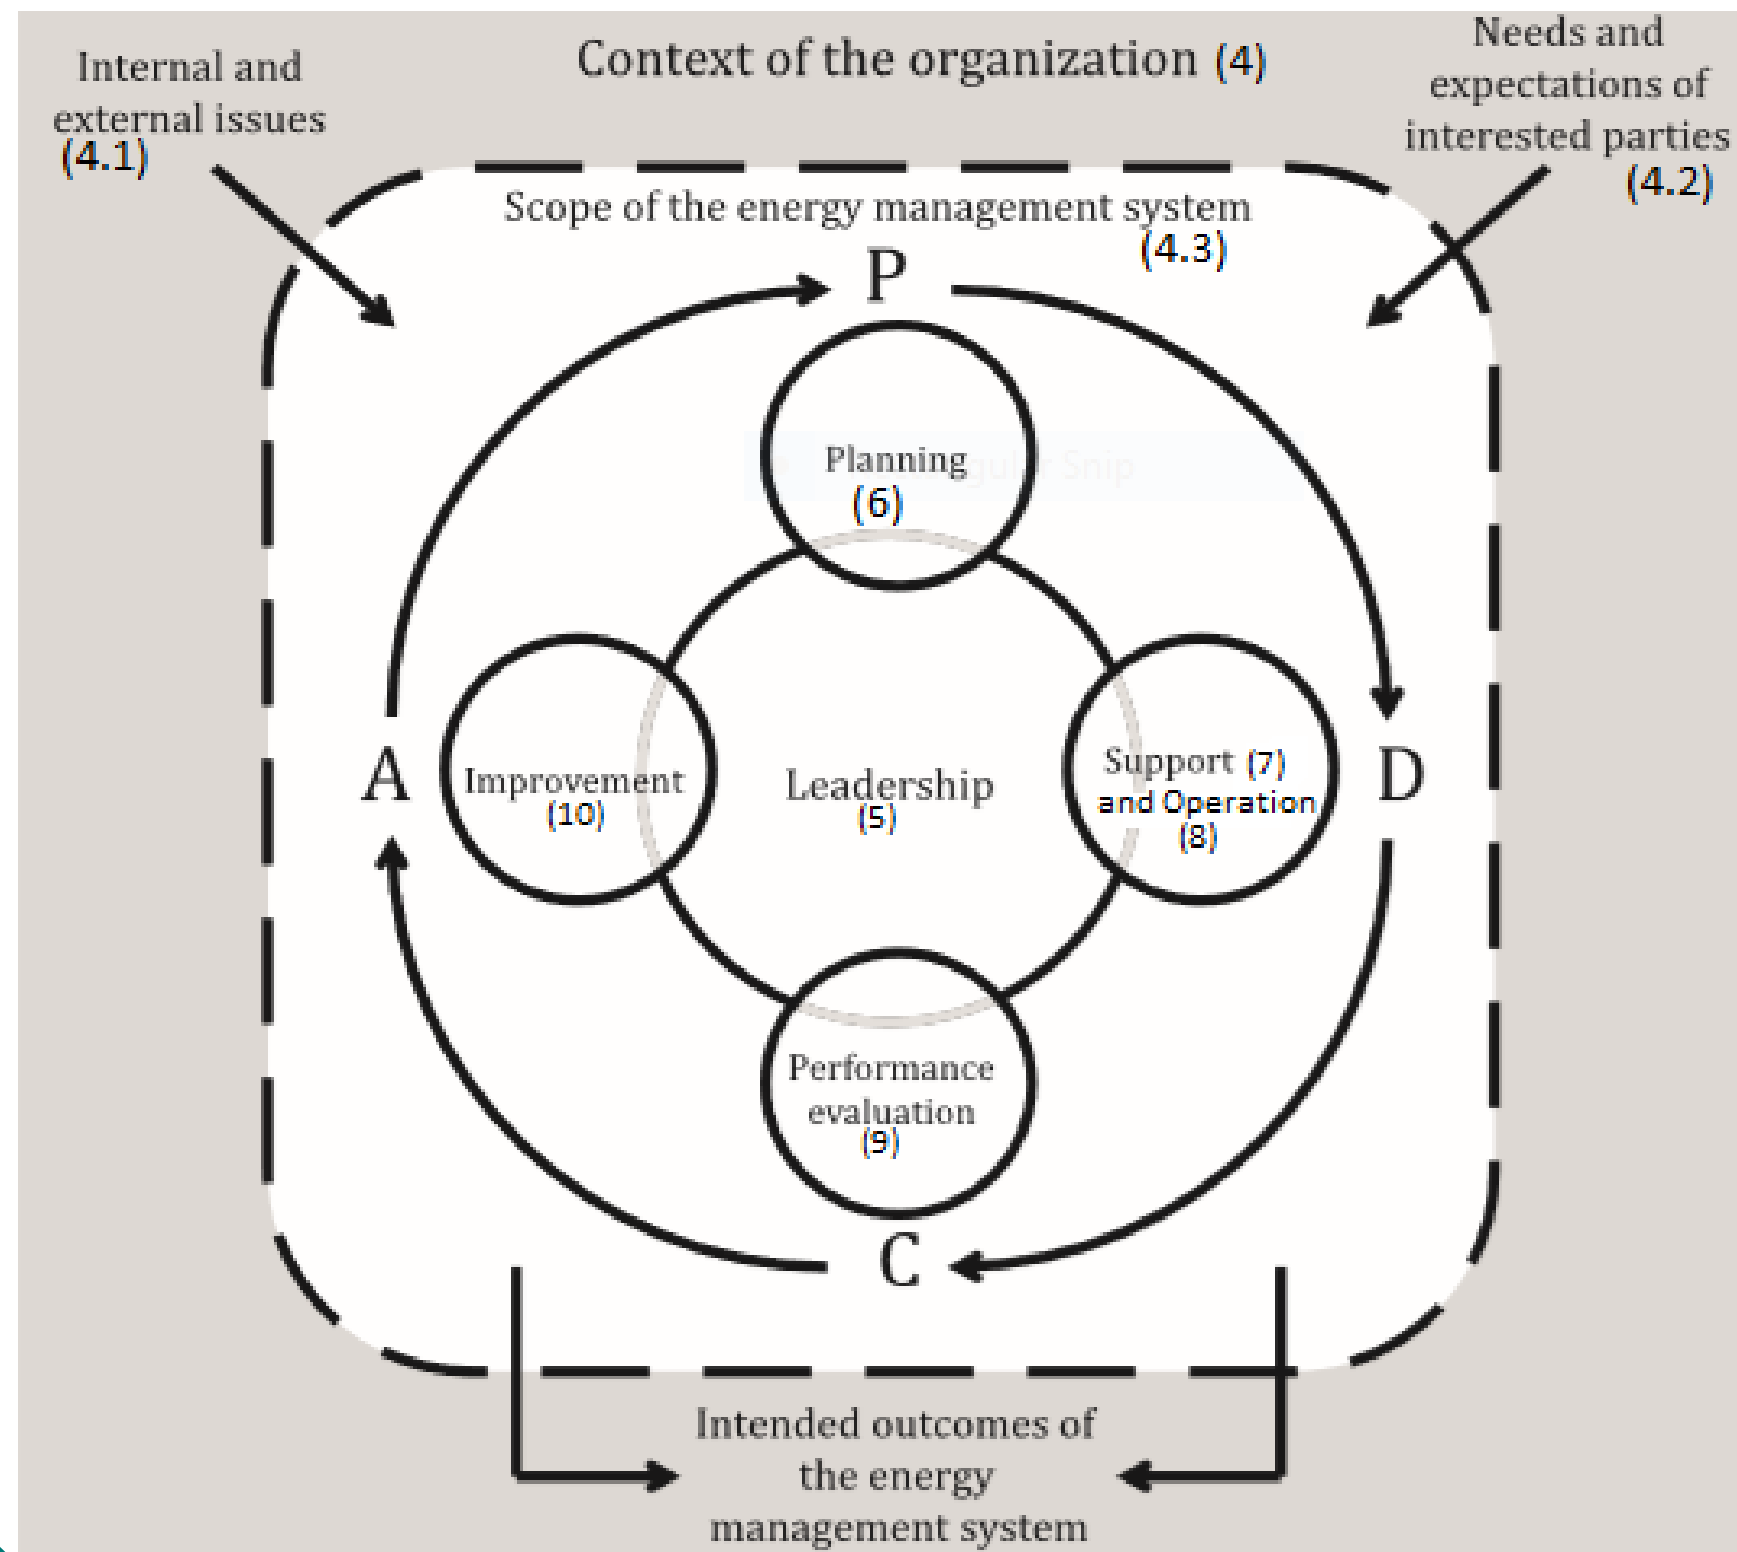 Internal and
external issues
(4.1)
Context of the organization (4)
Needs and
expectations of
interested parties
(4.2)
Scope of the energy management system
(4.3)
P
Planning
(6)
Snip
A
Improvement
(10)
Leadership
(5)
Support (7)
and Operation
(8)
D
Performance
evaluation
(9)
C
Intended outcomes of
the energy
management system